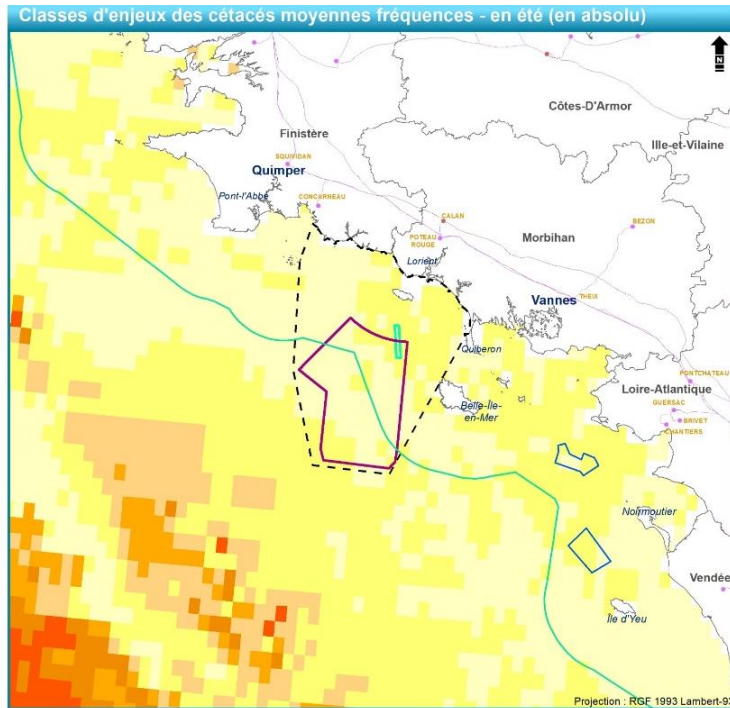 Classes d'enjeux des cétacés moyennes fréquences - en été (en absolu)
N
Côtes-D'Armor
Finistère
Ille-et-Vilaine
SQUIVIDAN
Quimper
Pont-l'Abbé
CONCARNEAU
CALAN
BEZON
POTEAU
ROUGE
Morbihan
Lorient
Vannes
THEIX
Quiberon
PONTCHATEAU
Loire-Atlantique
Belle-Île-
en-Mer
GUERSAC
BRIVET
CHANTIERS
Noirmoutier
Vendée
Île d'Yeu
Projection : RGF 1993 Lambert-93